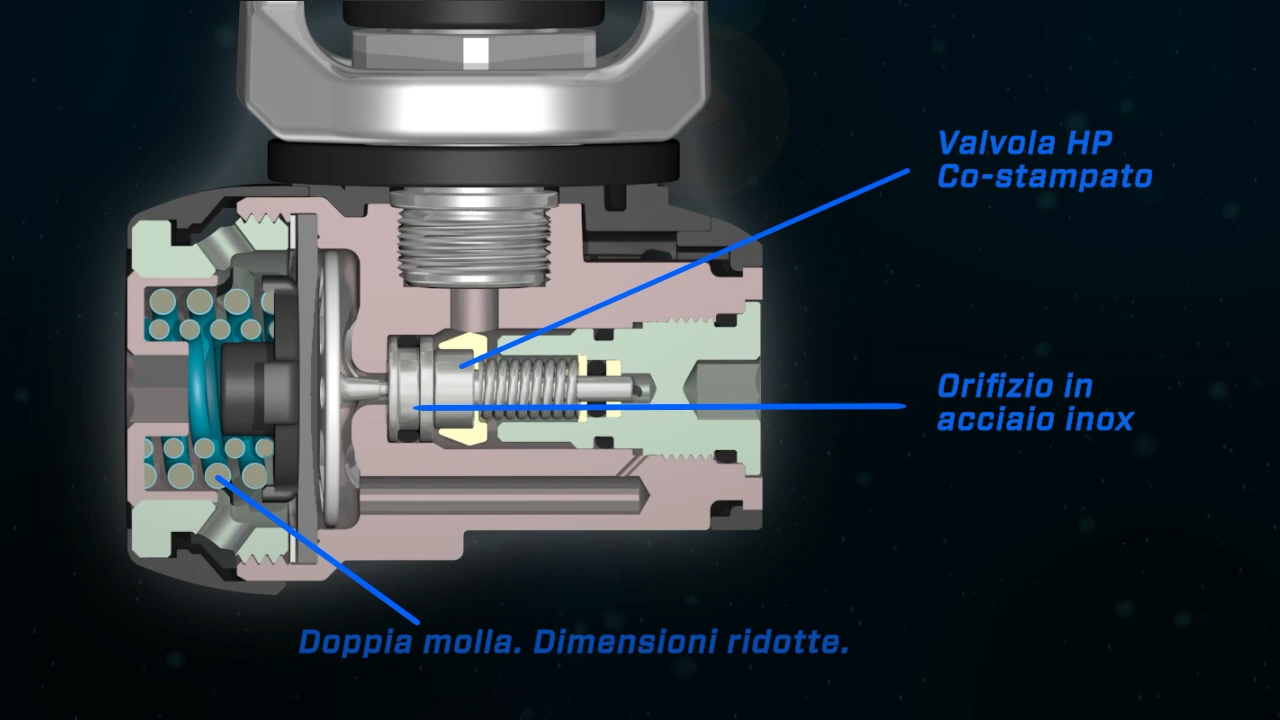 Valvola HP
Co-stampato
Orifizio in
acciaio inox
Doppia molla. Dimensioni ridotte.